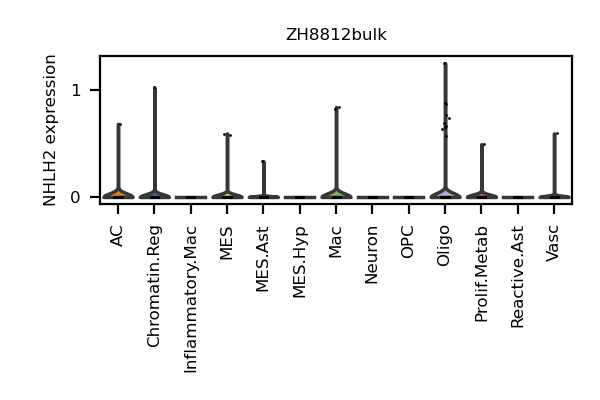 ZH8812bulk
NHLH2 expression
1
0
AC
Chromatin.Reg
Inflammatory.Mac
MES
MES.Ast
MES.Hyp
Mac
Neuron
OPC
Oligo
Prolif.Metab
Reactive.Ast
Vasc